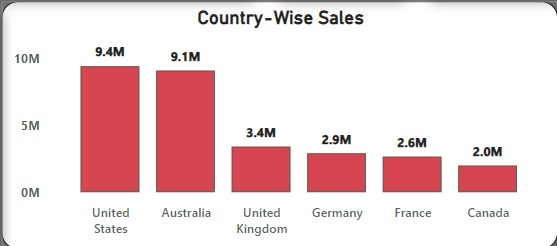 Country-Wise Sales
10M
5M
0M
9.4M
9.1M
3.4M
2.9M
2.6M
2.0M
United
States
Australia
United
Kingdom
Germany
France
Canada